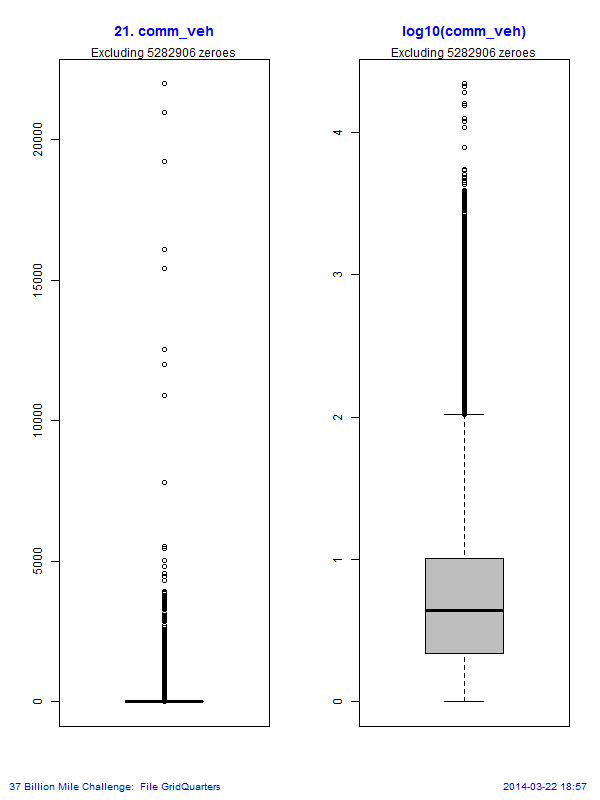 21. comm_veh
Excluding 5282906 zeroes
20000
15000
10000
5000
0
log10(comm_veh)
Excluding 5282906 zeroes
4
3
2
1
0
37 Billion Mile Challenge: File GridQuarters
2014-03-22 18:57